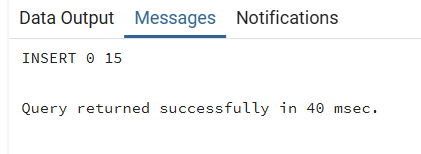 Data Output Messages Notifications
INSERT 0 15
Query returned successfully in 40 msec.